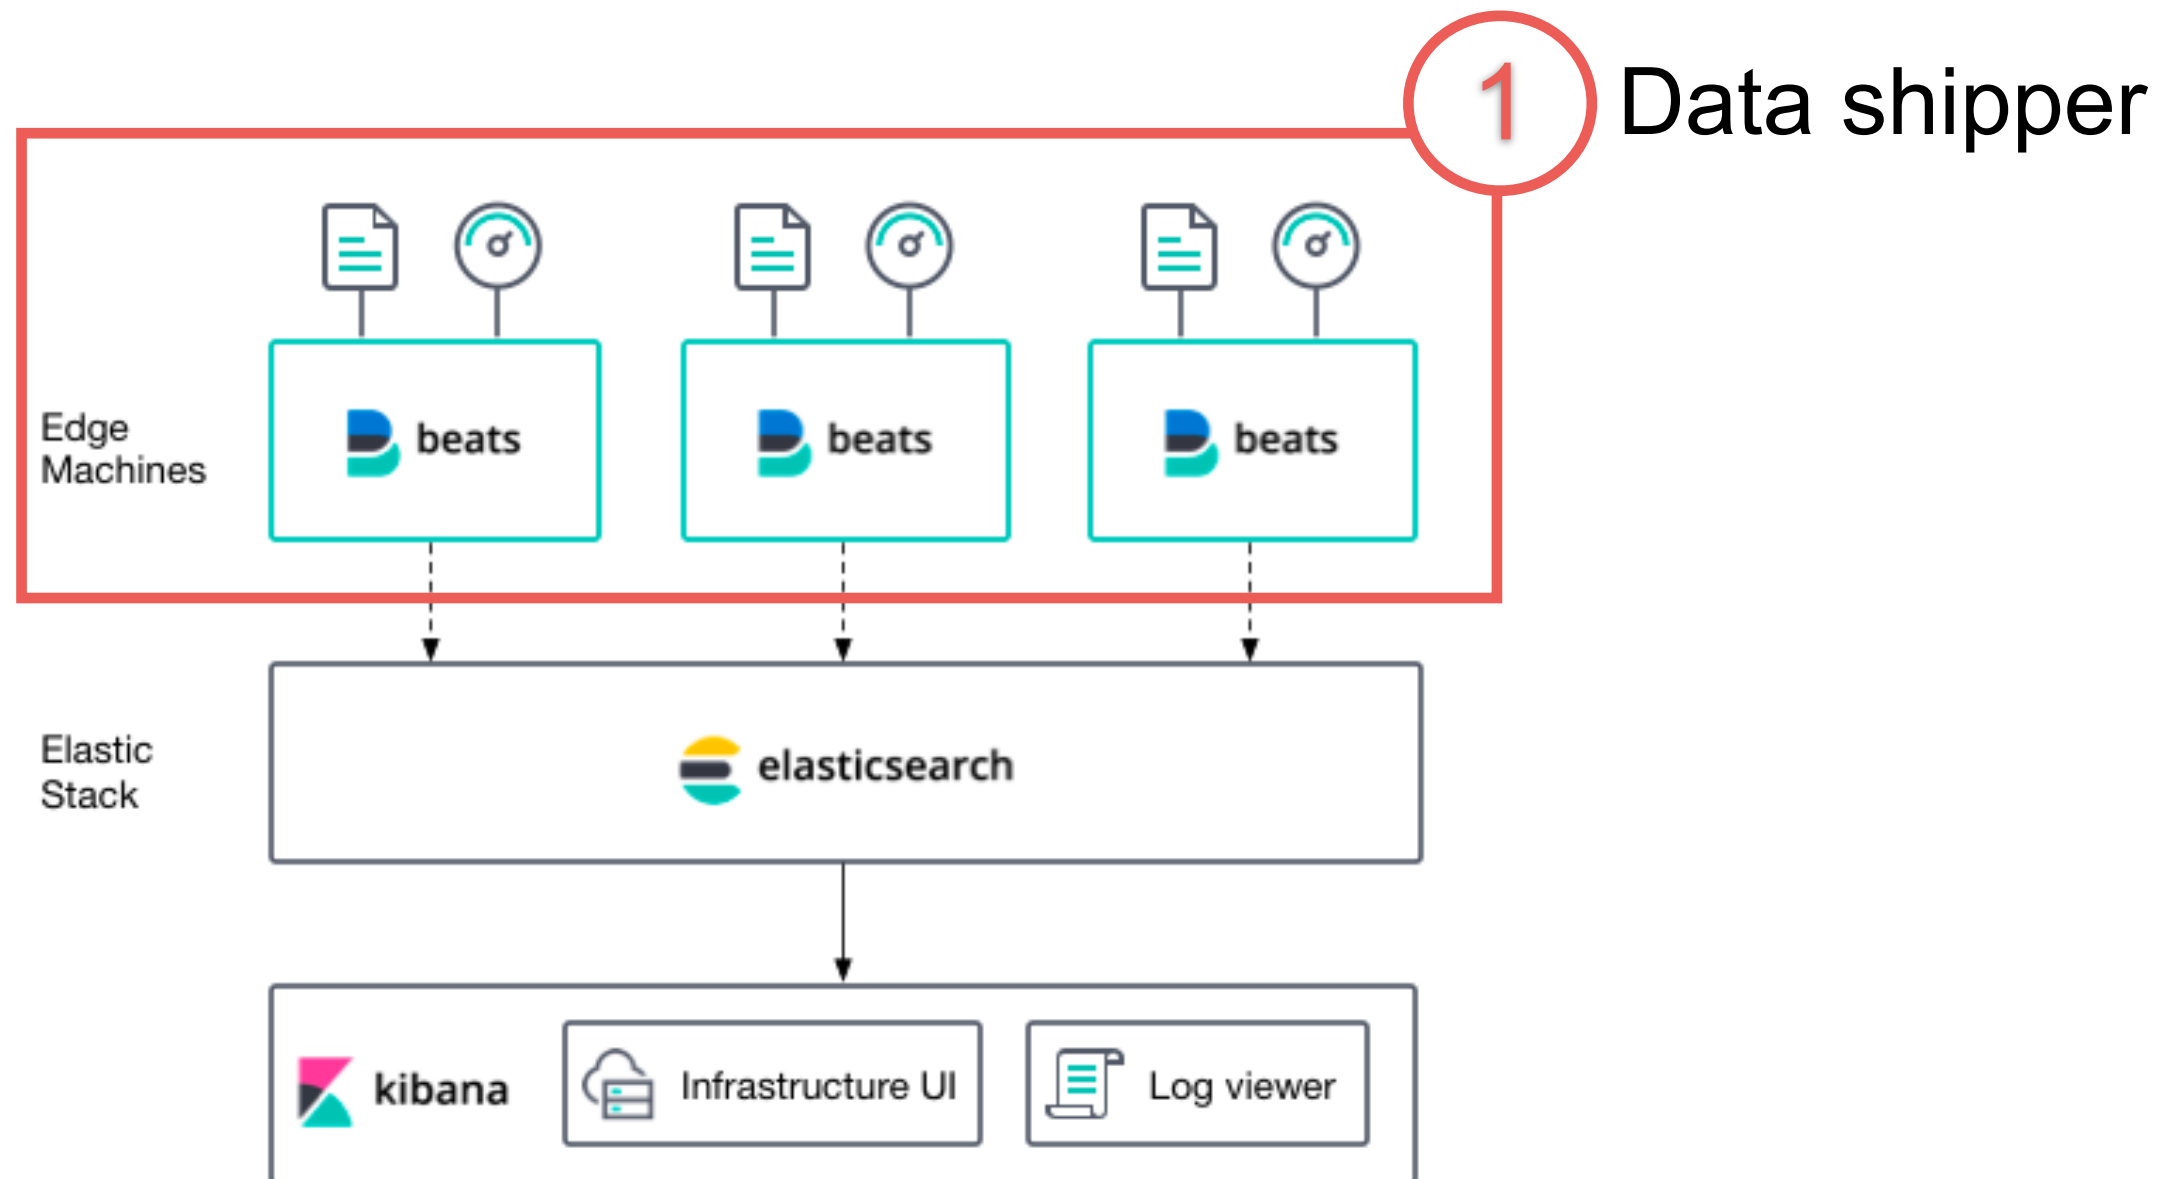 1 Data shipper
Edge
Machines
beats
beats
beats
Elastic
Stack
elasticsearch
kibana
Infrastructure UI
Log viewer